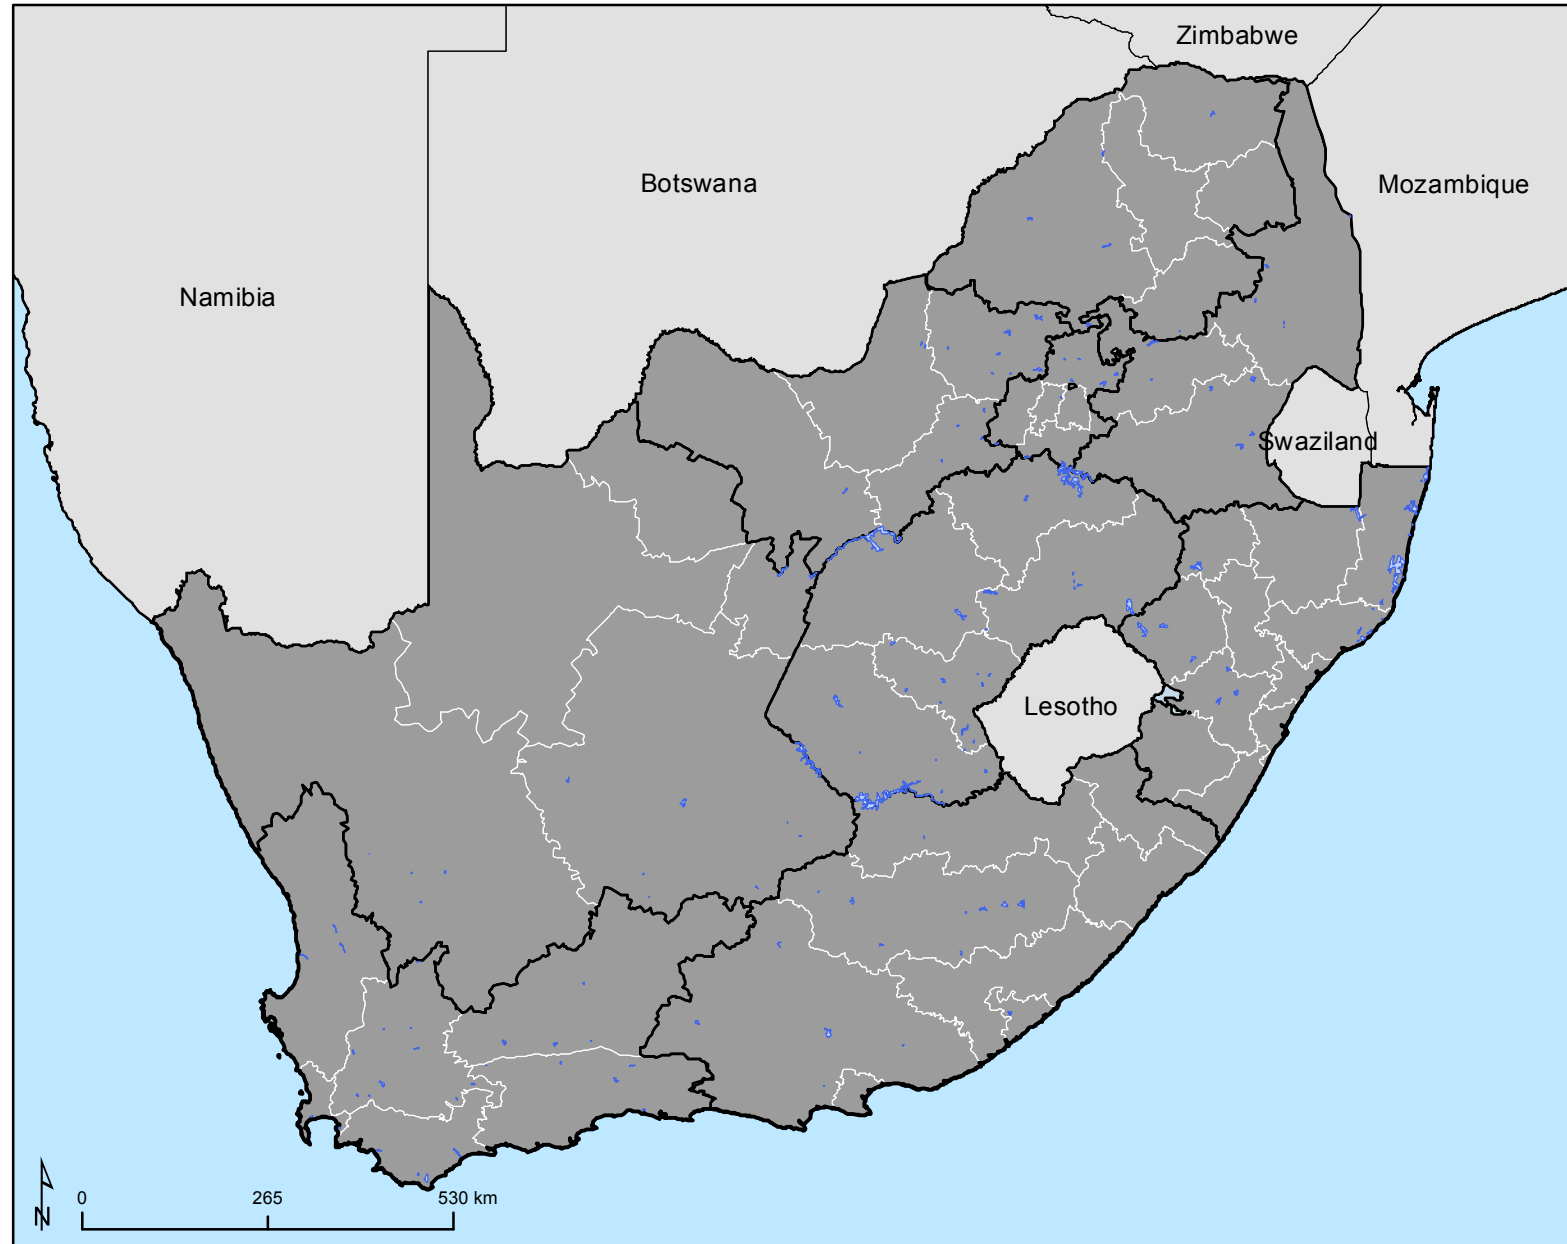 Zimbabwe
Botswana
Mozambique
Namibia
Swaziland
Lesotho
N
0 265 530 km